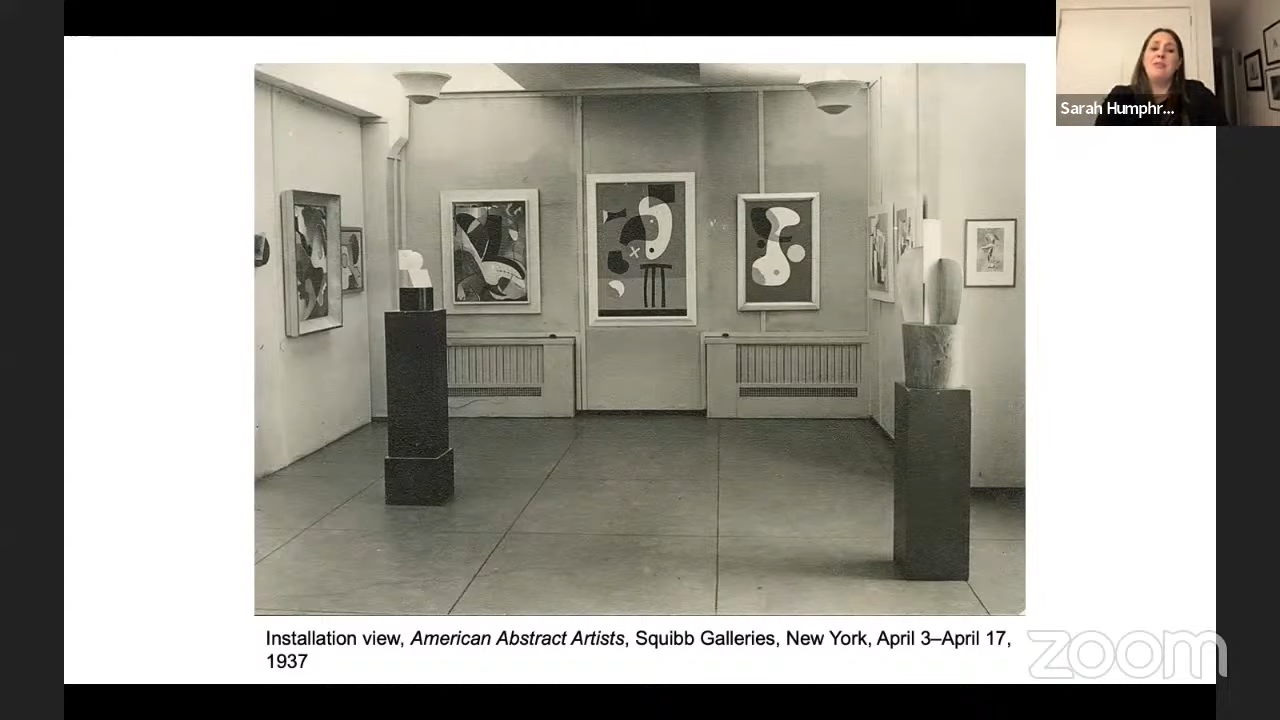 Sarah Humphr...
Installation view, American Abstract Artists, Squibb Galleries, New York, April 3–April 17,
1937
zoom